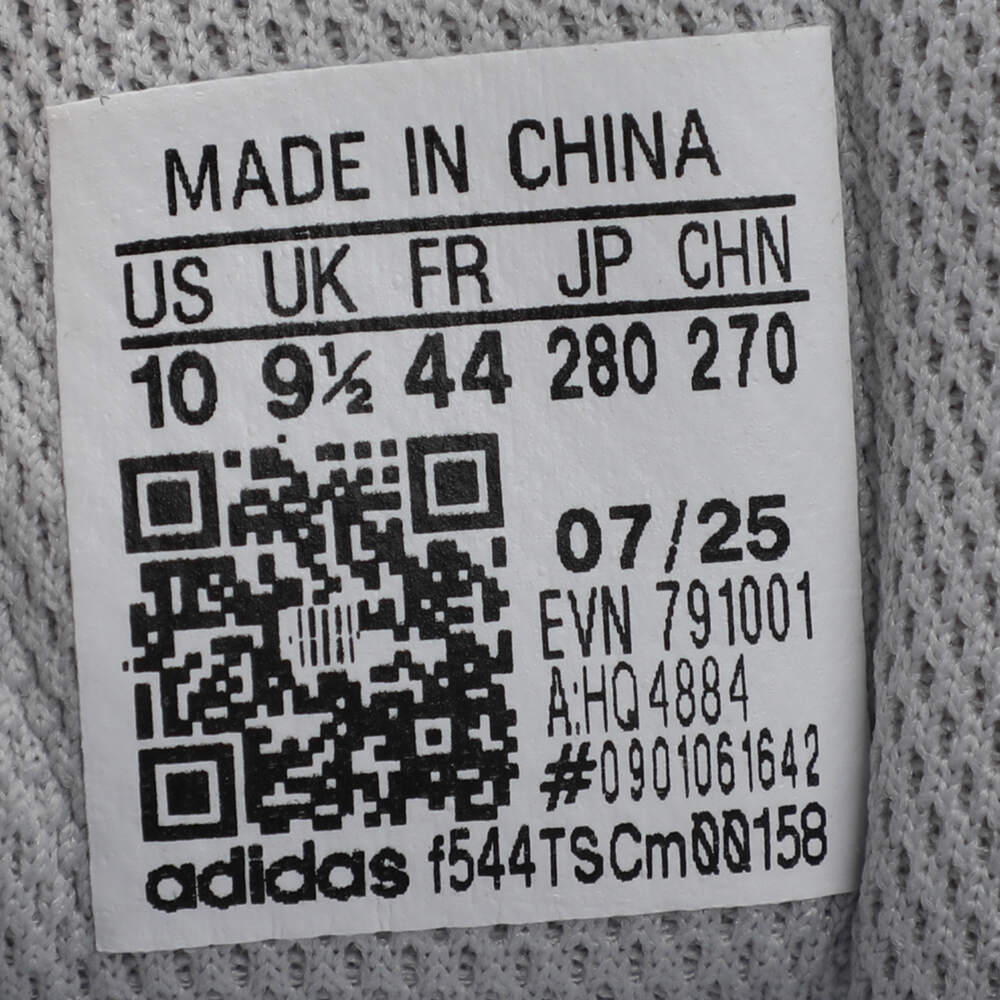 MADE IN CHINA
US UK FR JP CHN
10 9½ 44 280 270
07/25
EVN 791001
A:HQ4884
#0901061642
adidas f544TSCm00158